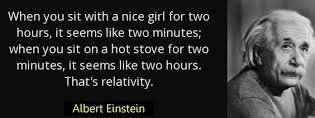 When you sit with a nice girl for two
hours, it seems like two minutes;
when you sit on a hot stove for two
minutes, it seems like two hours.
That's relativity.
Albert Einstein